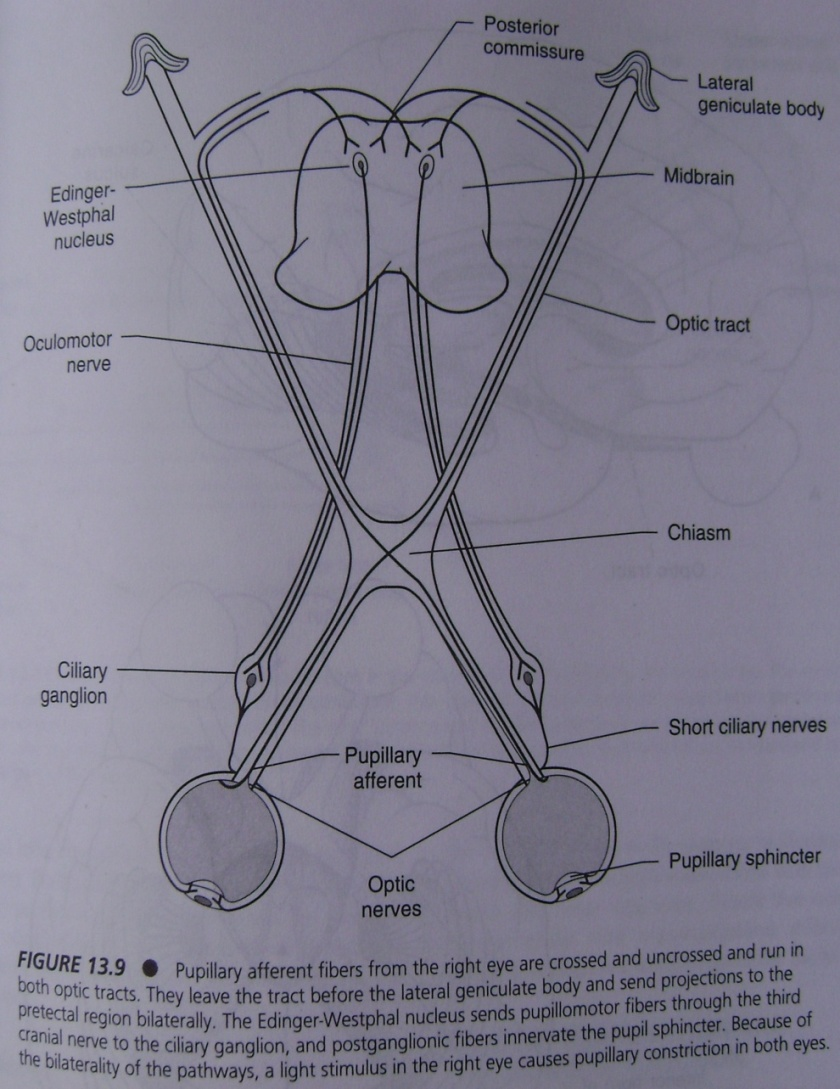 Posterior
commissure
Lateral
geniculate body
Edinger-
Westphal
nucleus
Midbrain
Oculomotor
nerve
Optic tract
Chiasm
Ciliary
ganglion
Short ciliary nerves
Pupillary
afferent
Pupillary sphincter
Optic
nerves
FIGURE 13.9 ● Pupillary afferent fibers from the right eye are crossed and uncrossed and run in
both optic tracts. They leave the tract before the lateral geniculate body and send projections to the
pretectal region bilaterally. The Edinger-Westphal nucleus sends pupillomotor fibers through the third
cranial nerve to the ciliary ganglion, and postganglionic fibers innervate the pupil sphincter. Because of
the bilaterality of the pathways, a light stimulus in the right eye causes pupillary constriction in both eyes.